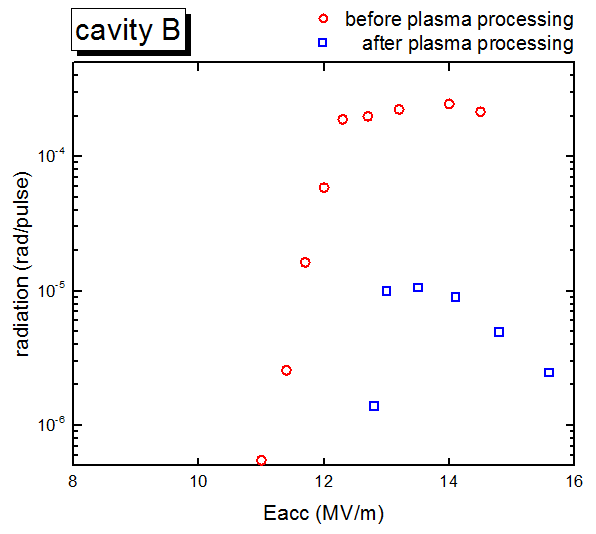 cavity B
before plasma processing
after plasma processing
radiation (rad/pulse)
10⁻⁴
10⁻⁵
10⁻⁶
8 10 12 14 16
Eacc (MV/m)